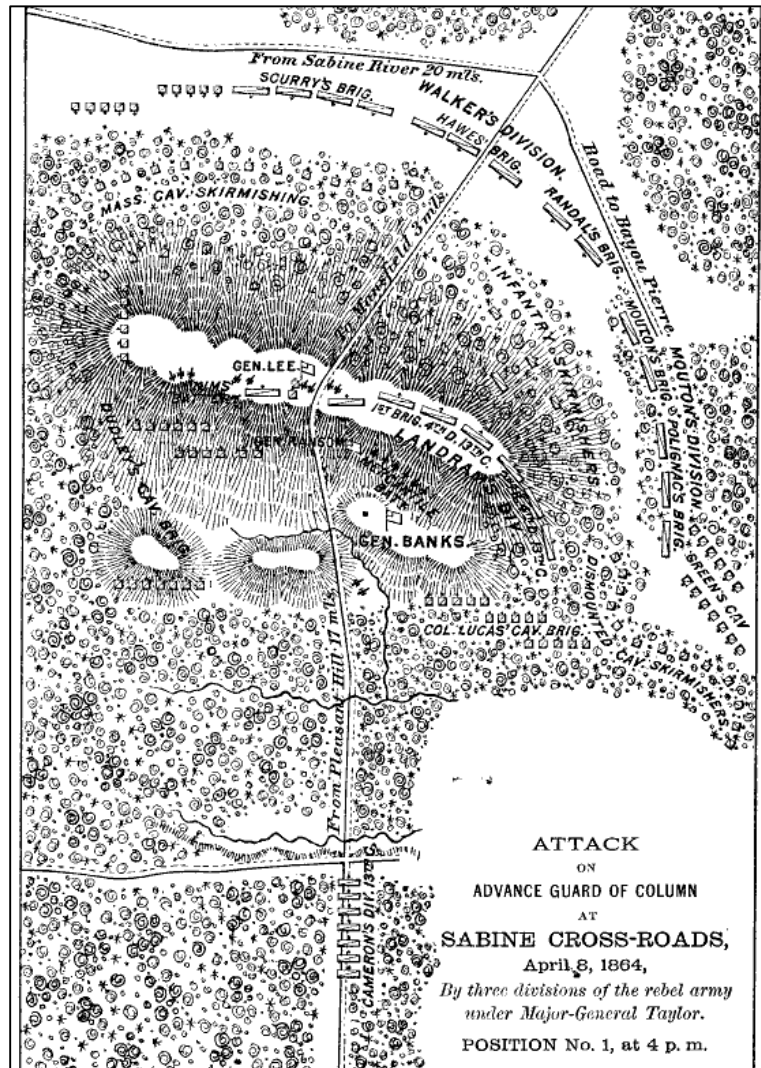 From Sabine River 20 mls.
SCURRY'S BRIG.
WALKER'S DIVISION.
HAWES' BRIG.
RANDAL'S BRIG.
Road to Bayou Pierre
MASS. CAV. SKIRMISHING
To Mansfield 3 mls.
INFANTRY SKIRMISHERS
MOUTON'S BRIG.
MOUTON'S DIVISION
POLIGNAC'S BRIG.
GREEN'S CAV
GEN. LEE.
NIMS
1ST BRIG. 4TH D. 13TH C.
LANDRAM'S DIV.
4TH D. 13TH C.
GEN. RANSOM
DUDLEY'S CAV. BRIG.
GEN. BANKS.
COL. LUCAS' CAV. BRIG.
DISMOUNTED CAV. SKIRMISHERS
From Pleasant Hill 17 mls.
CAMERON'S DIV. 13TH C.
ATTACK
ON
ADVANCE GUARD OF COLUMN
AT
SABINE CROSS-ROADS,
April 8, 1864,
By three divisions of the rebel army
under Major-General Taylor.
POSITION No. 1, at 4 p. m.